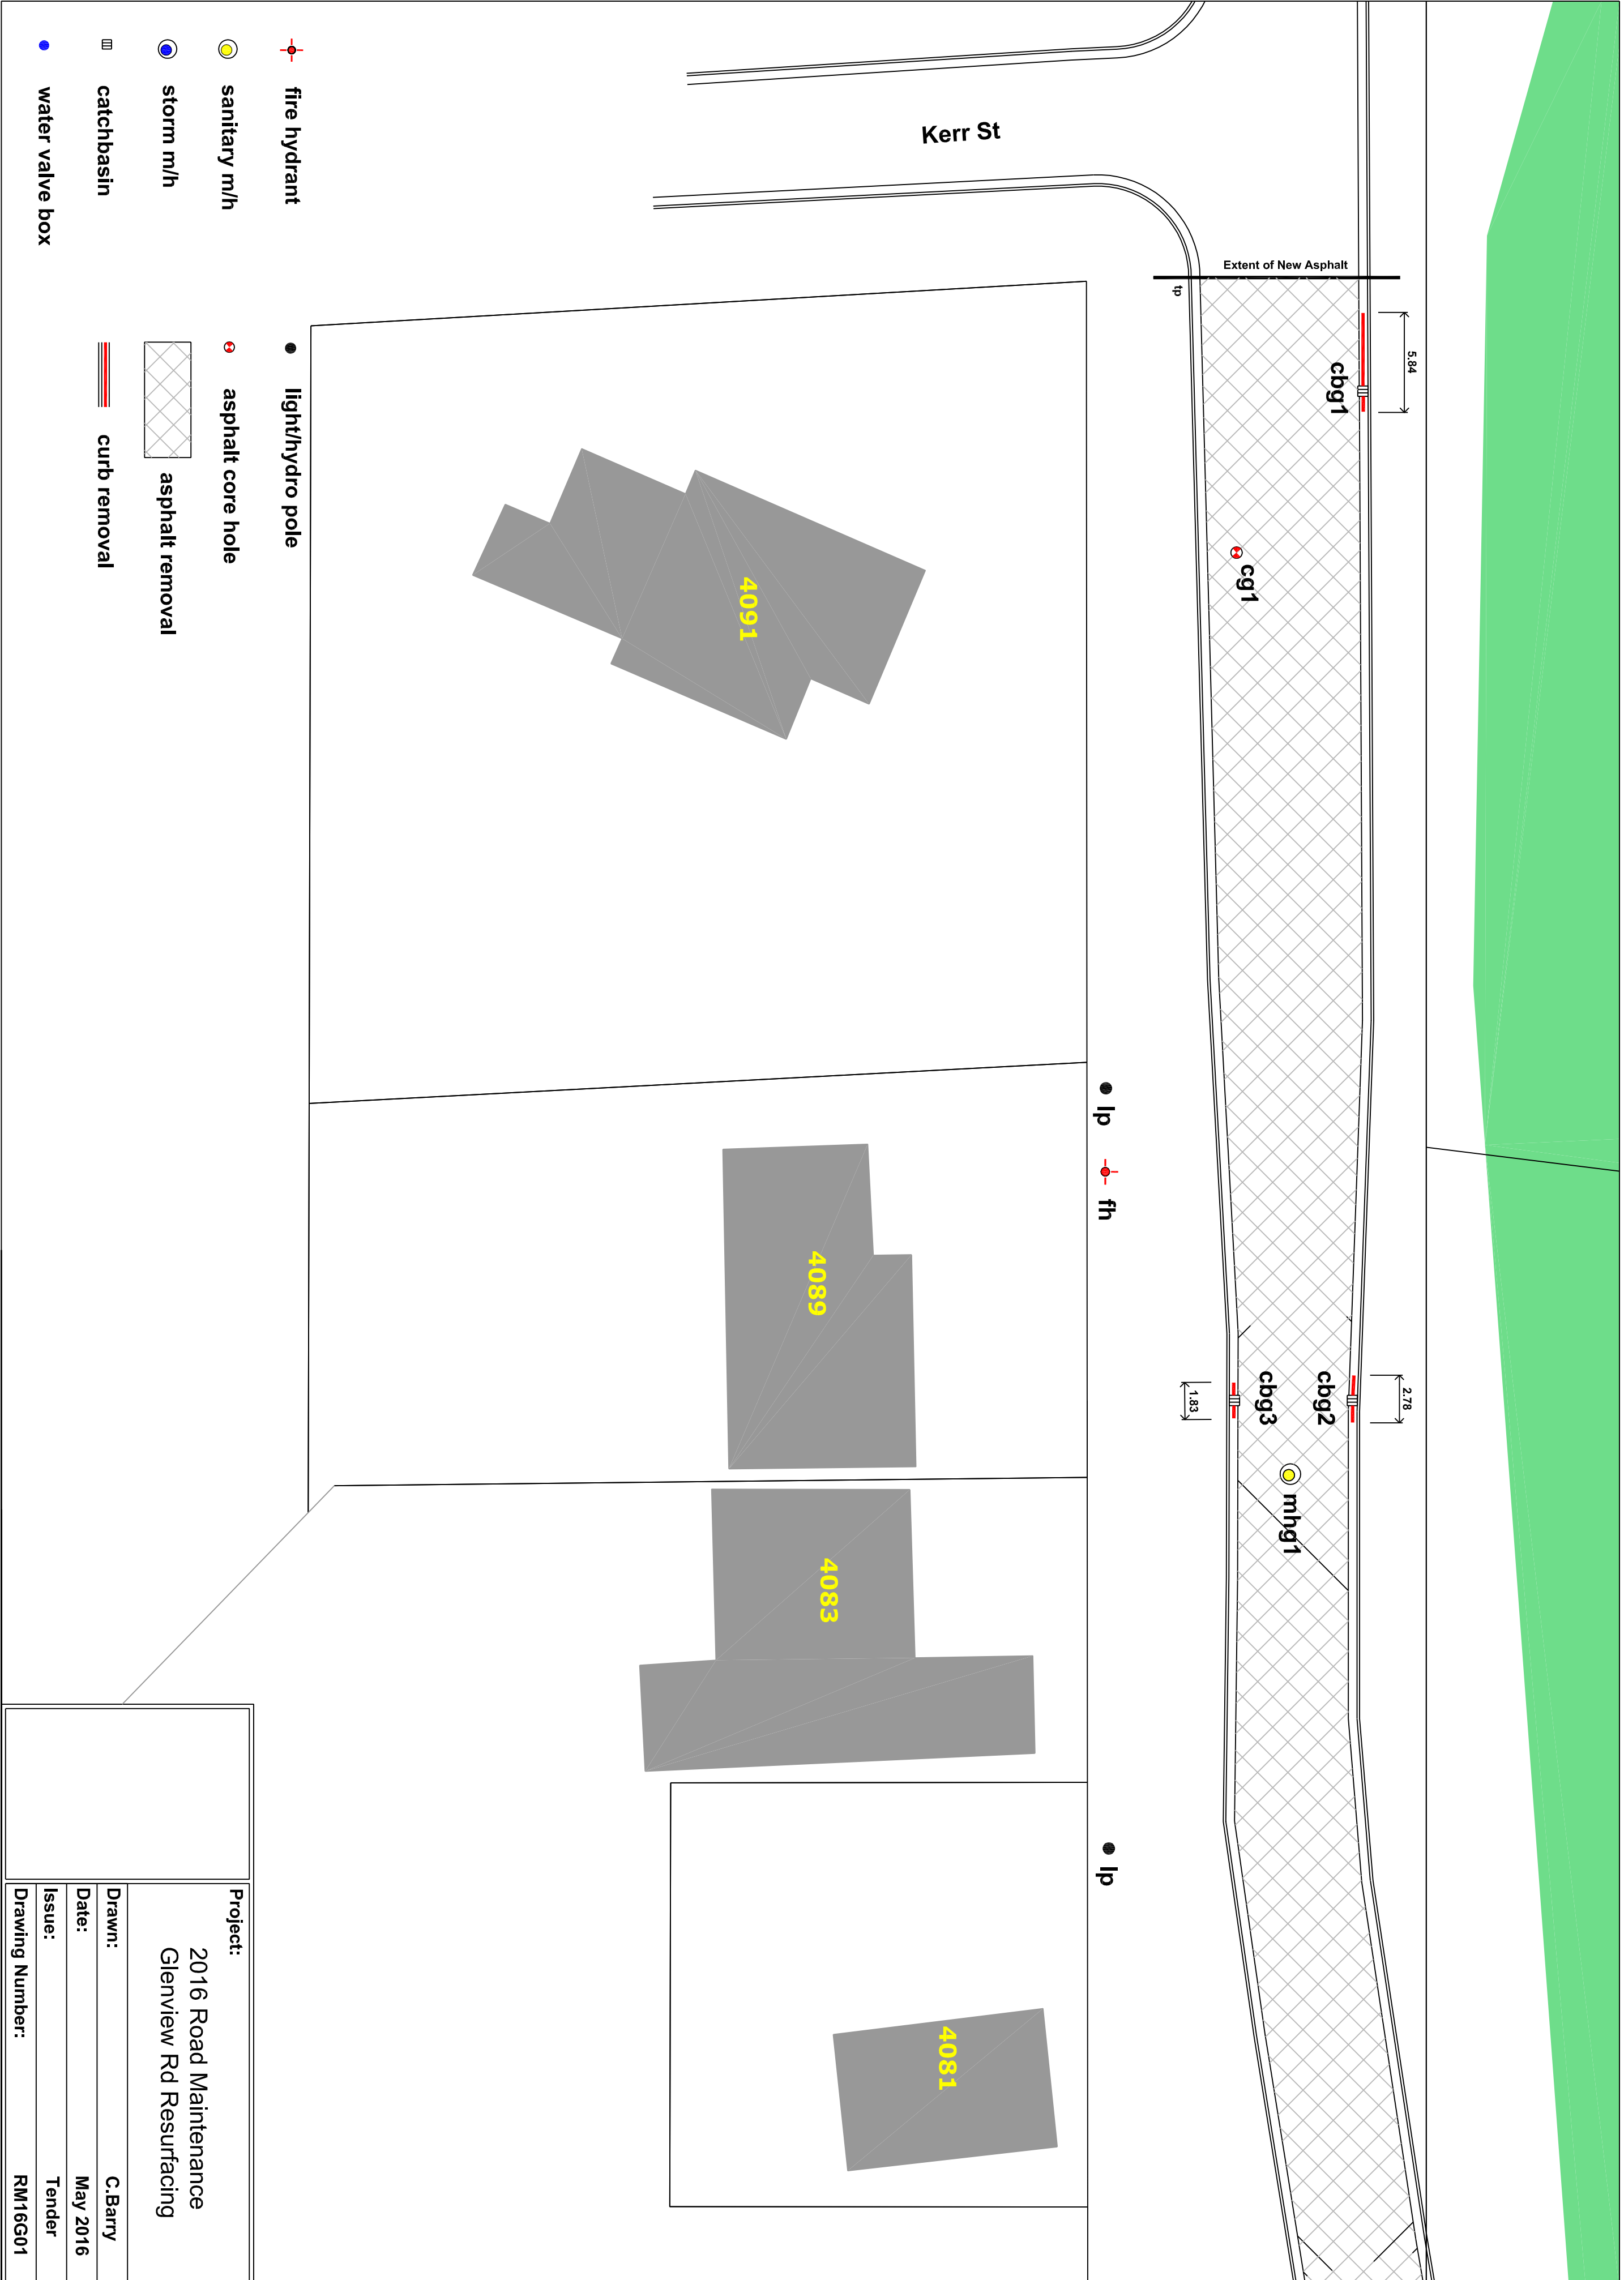 Kerr St
Extent of New Asphalt
tp
5.84
cbg1
cg1
4091
lp
fh
4089
cbg2
2.78
cbg3
1.83
mhg1
4083
lp
4081
fire hydrant
sanitary m/h
storm m/h
catchbasin
water valve box
light/hydro pole
asphalt core hole
asphalt removal
curb removal
Project:
2016 Road Maintenance
Glenview Rd Resurfacing
Drawn: C.Barry
Date: May 2016
Issue: Tender
Drawing Number: RM16G01